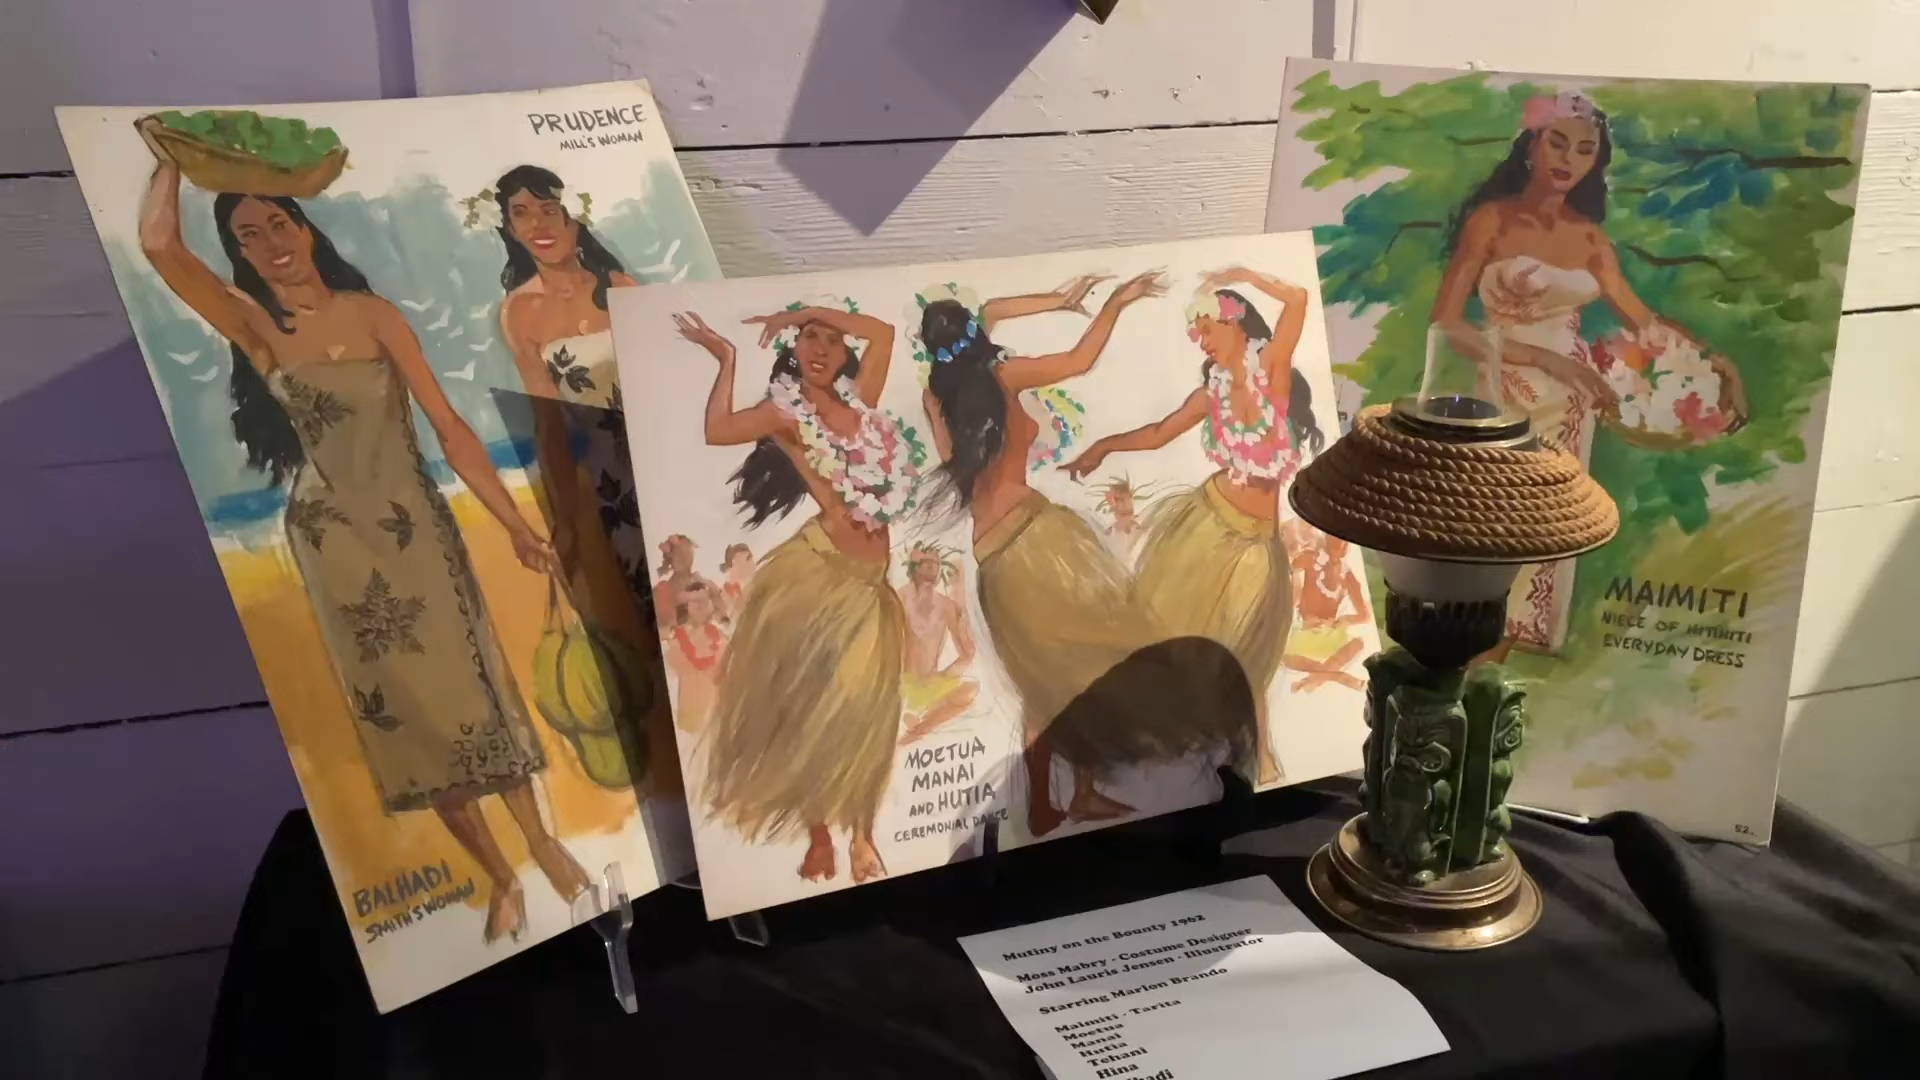 PRUDENCE
MILL'S WOMAN
BALHADI
SMITH'S WOMAN
MOETUA
MANAI
AND HUTIA
CEREMONIAL DANCE
MAIMITI
NIECE OF HITIHITI
EVERYDAY DRESS
52.
Mutiny on the Bounty 1962
Moss Mabry - Costume Designer
John Lauris Jensen - Illustrator
Starring Marlon Brando
Maimiti - Tarita
Moetua
Manai
Hutia
Tehani
Hina